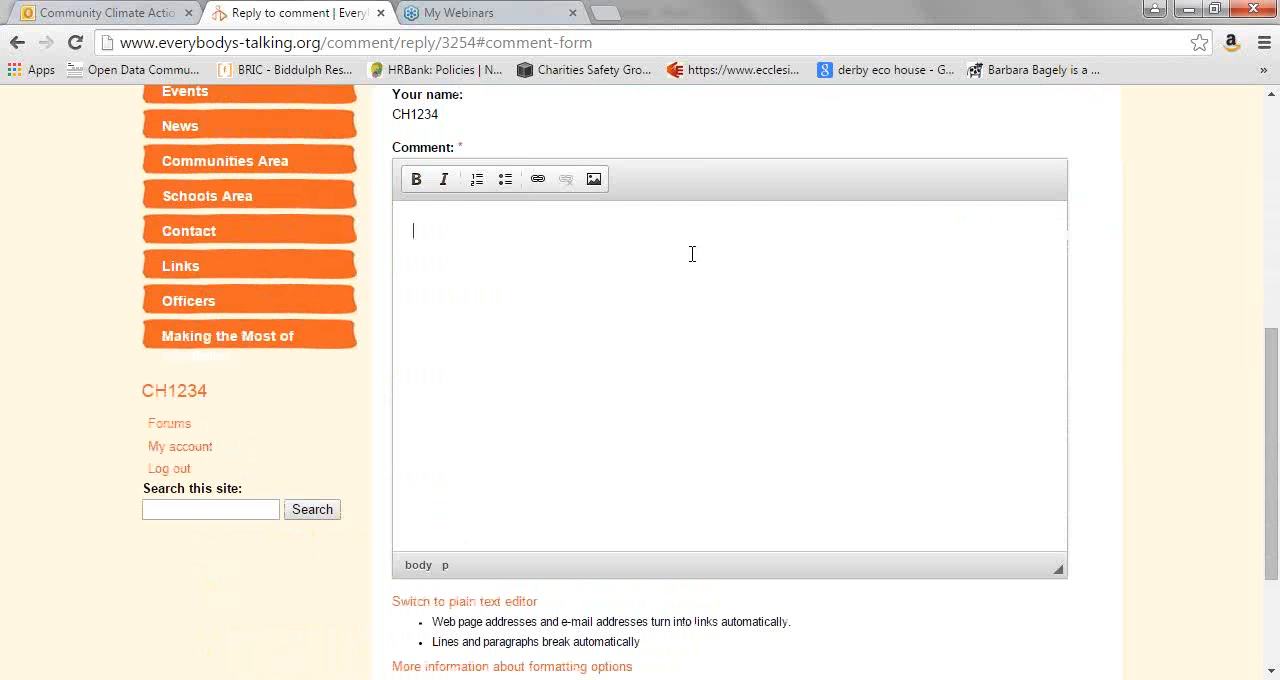 Community Climate Actio
Reply to comment | Every
My Webinars
www.everybodys-talking.org/comment/reply/3254#comment-form
Apps
Open Data Commu...
BRIC - Biddulph Res...
HRBank: Policies | N...
Charities Safety Gro...
https://www.ecclesi...
derby eco house - G...
Barbara Bagely is a ...
»
Events
News
Communities Area
Schools Area
Contact
Links
Officers
Making the Most of
CH1234
Forums
My account
Log out
Search this site:
Search
Your name:
CH1234
Comment: *
B I
body p
Switch to plain text editor
• Web page addresses and e-mail addresses turn into links automatically.
• Lines and paragraphs break automatically
More information about formatting options